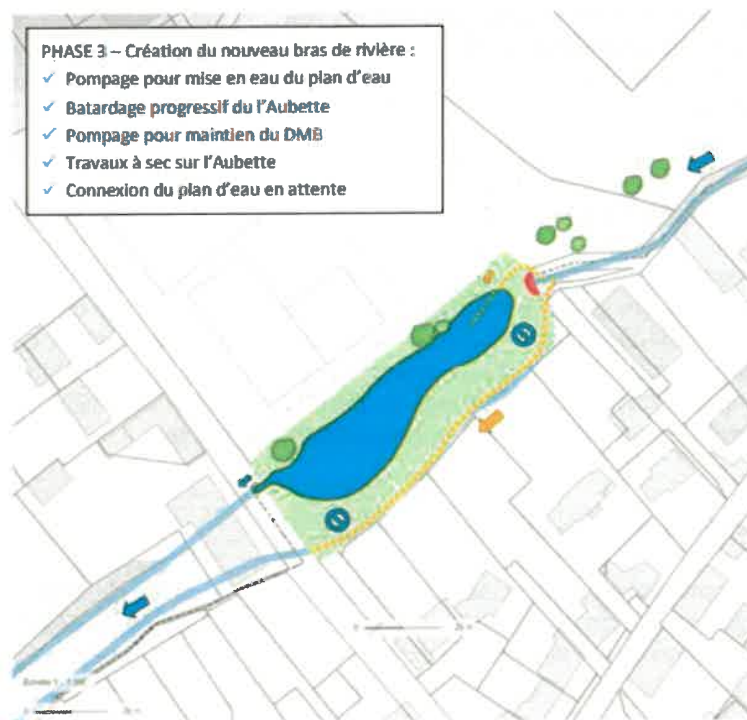 PHASE 3 – Création du nouveau bras de rivière :
✓ Pompage pour mise en eau du plan d'eau
✓ Batardage progressif du l'Aubette
✓ Pompage pour maintien du DMB
✓ Travaux à sec sur l'Aubette
✓ Connexion du plan d'eau en attente